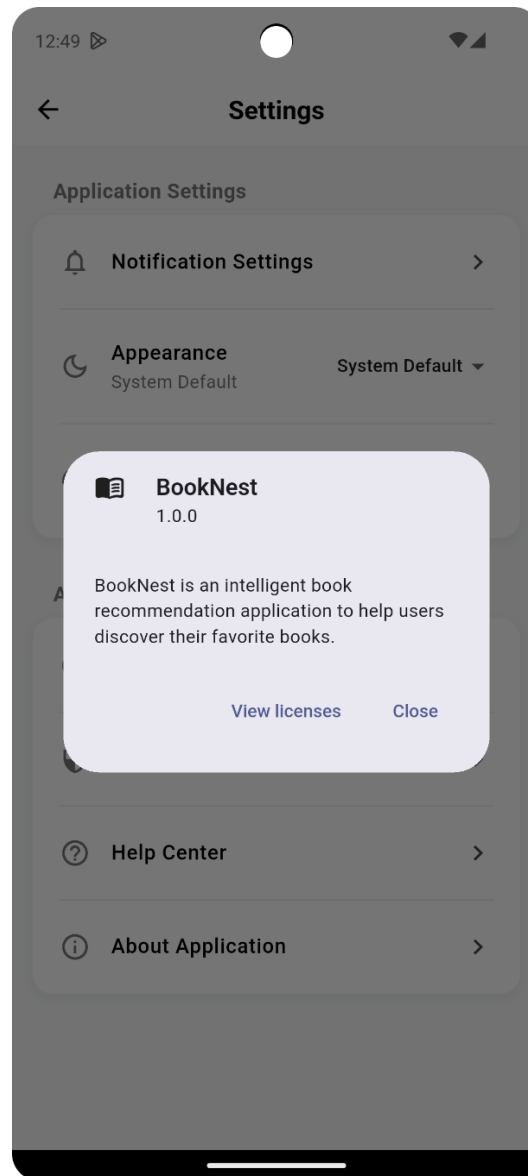 12:49
Settings
Application Settings
Notification Settings
Appearance
System Default
System Default
BookNest
1.0.0
BookNest is an intelligent book
recommendation application to help users
discover their favorite books.
View licenses
Close
Help Center
About Application